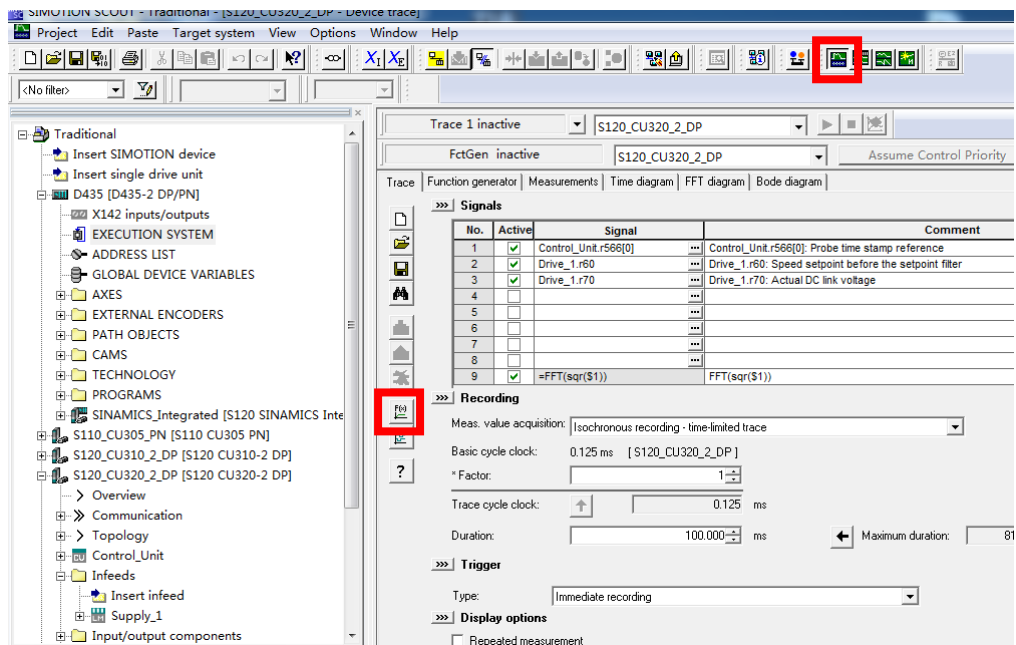 SIMOTION SCOUT - Traditional - [S120_CU320_2_DP - Device trace]
Project Edit Paste Target system View Options Window Help
<No filter>
Traditional
Insert SIMOTION device
Insert single drive unit
D435 [D435-2 DP/PN]
X142 inputs/outputs
EXECUTION SYSTEM
ADDRESS LIST
GLOBAL DEVICE VARIABLES
AXES
EXTERNAL ENCODERS
PATH OBJECTS
CAMS
TECHNOLOGY
PROGRAMS
SINAMICS_Integrated [S120 SINAMICS Inte
S110_CU305_PN [S110 CU305 PN]
S120_CU310_2_DP [S120 CU310-2 DP]
S120_CU320_2_DP [S120 CU320-2 DP]
Overview
Communication
Topology
Control_Unit
Infeeds
Insert infeed
Supply_1
Input/output components
Trace 1 inactive S120_CU320_2_DP
FctGen inactive S120_CU320_2_DP Assume Control Priority
Trace Function generator Measurements Time diagram FFT diagram Bode diagram
Signals
No. Active Signal Comment
1 Control_Unit.r566[0] ... Control_Unit.r566[0]: Probe time stamp reference
2 Drive_1.r60 ... Drive_1.r60: Speed setpoint before the setpoint filter
3 Drive_1.r70 ... Drive_1.r70: Actual DC link voltage
4 ...
5 ...
6 ...
7 ...
8 ...
9 =FFT(sqr($1)) FFT(sqr($1))
Recording
Meas. value acquisition: Isochronous recording - time-limited trace
Basic cycle clock: 0.125 ms [ S120_CU320_2_DP ]
* Factor: 1
Trace cycle clock: 0.125 ms
Duration: 100.000 ms Maximum duration: 81
Trigger
Type: Immediate recording
Display options
Repeated measurement